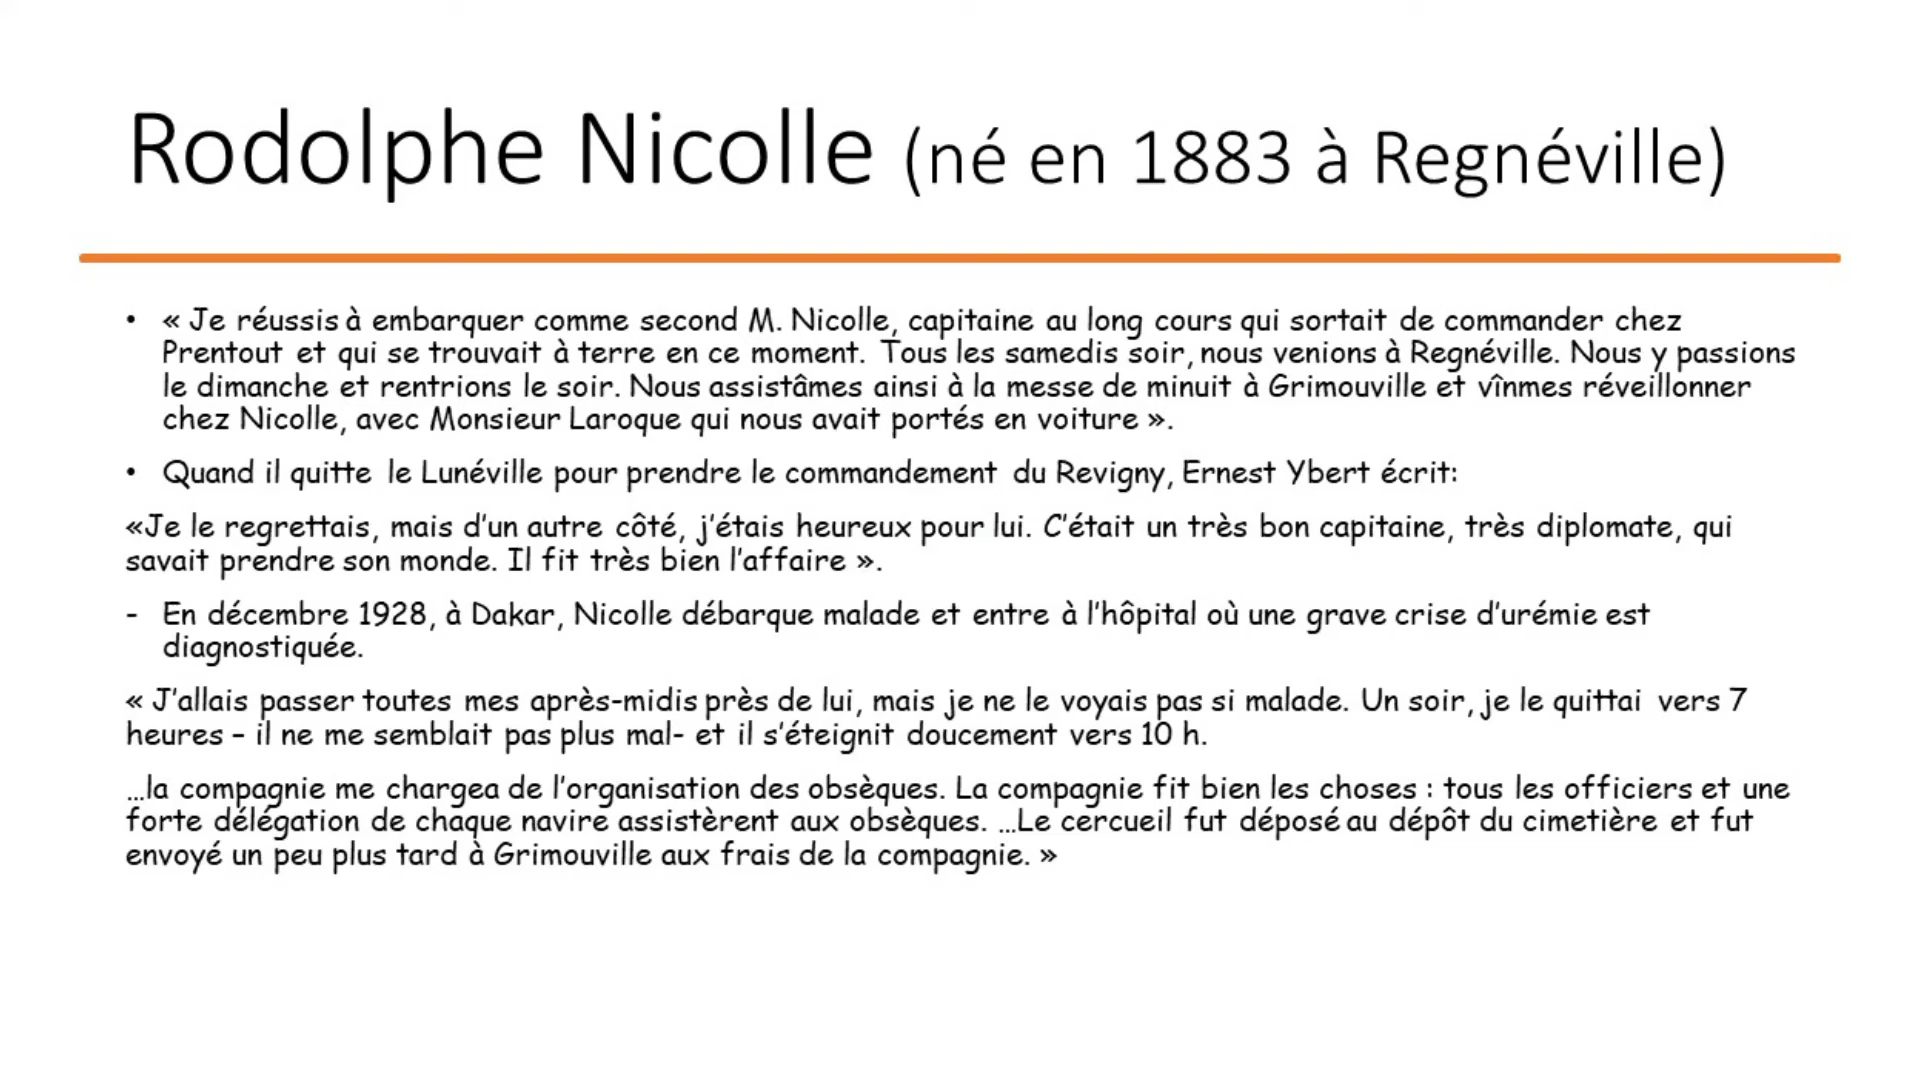 Rodolphe Nicolle (né en 1883 à Regnéville)
• « Je réussis à embarquer comme second M. Nicolle, capitaine au long cours qui sortait de commander chez
Prentout et qui se trouvait à terre en ce moment. Tous les samedis soir, nous venions à Regnéville. Nous y passions
le dimanche et rentrions le soir. Nous assistâmes ainsi à la messe de minuit à Grimouville et vînmes réveillonner
chez Nicolle, avec Monsieur Laroque qui nous avait portés en voiture ».
• Quand il quitte le Lunéville pour prendre le commandement du Revigny, Ernest Ybert écrit:
«Je le regrettais, mais d’un autre côté, j’étais heureux pour lui. C’était un très bon capitaine, très diplomate, qui
savait prendre son monde. Il fit très bien l’affaire ».
- En décembre 1928, à Dakar, Nicolle débarque malade et entre à l’hôpital où une grave crise d’urémie est
diagnostiquée.
« J’allais passer toutes mes après-midis près de lui, mais je ne le voyais pas si malade. Un soir, je le quittai vers 7
heures – il ne me semblait pas plus mal- et il s’éteignit doucement vers 10 h.
…la compagnie me chargea de l’organisation des obsèques. La compagnie fit bien les choses : tous les officiers et une
forte délégation de chaque navire assistèrent aux obsèques. …Le cercueil fut déposé au dépôt du cimetière et fut
envoyé un peu plus tard à Grimouville aux frais de la compagnie. »